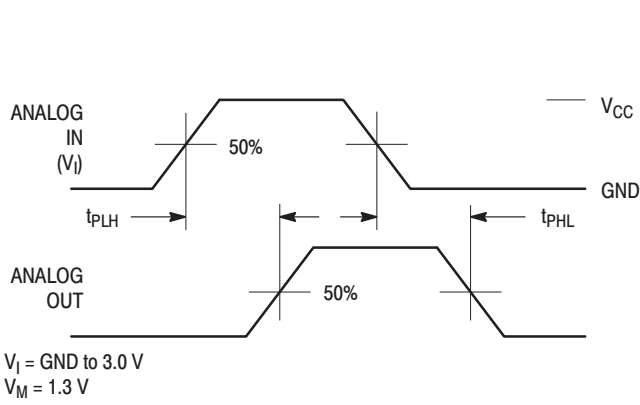 ANALOG
IN
(VI)
50%
VCC
GND
tPLH
tPHL
ANALOG
OUT
50%
VI = GND to 3.0 V
VM = 1.3 V